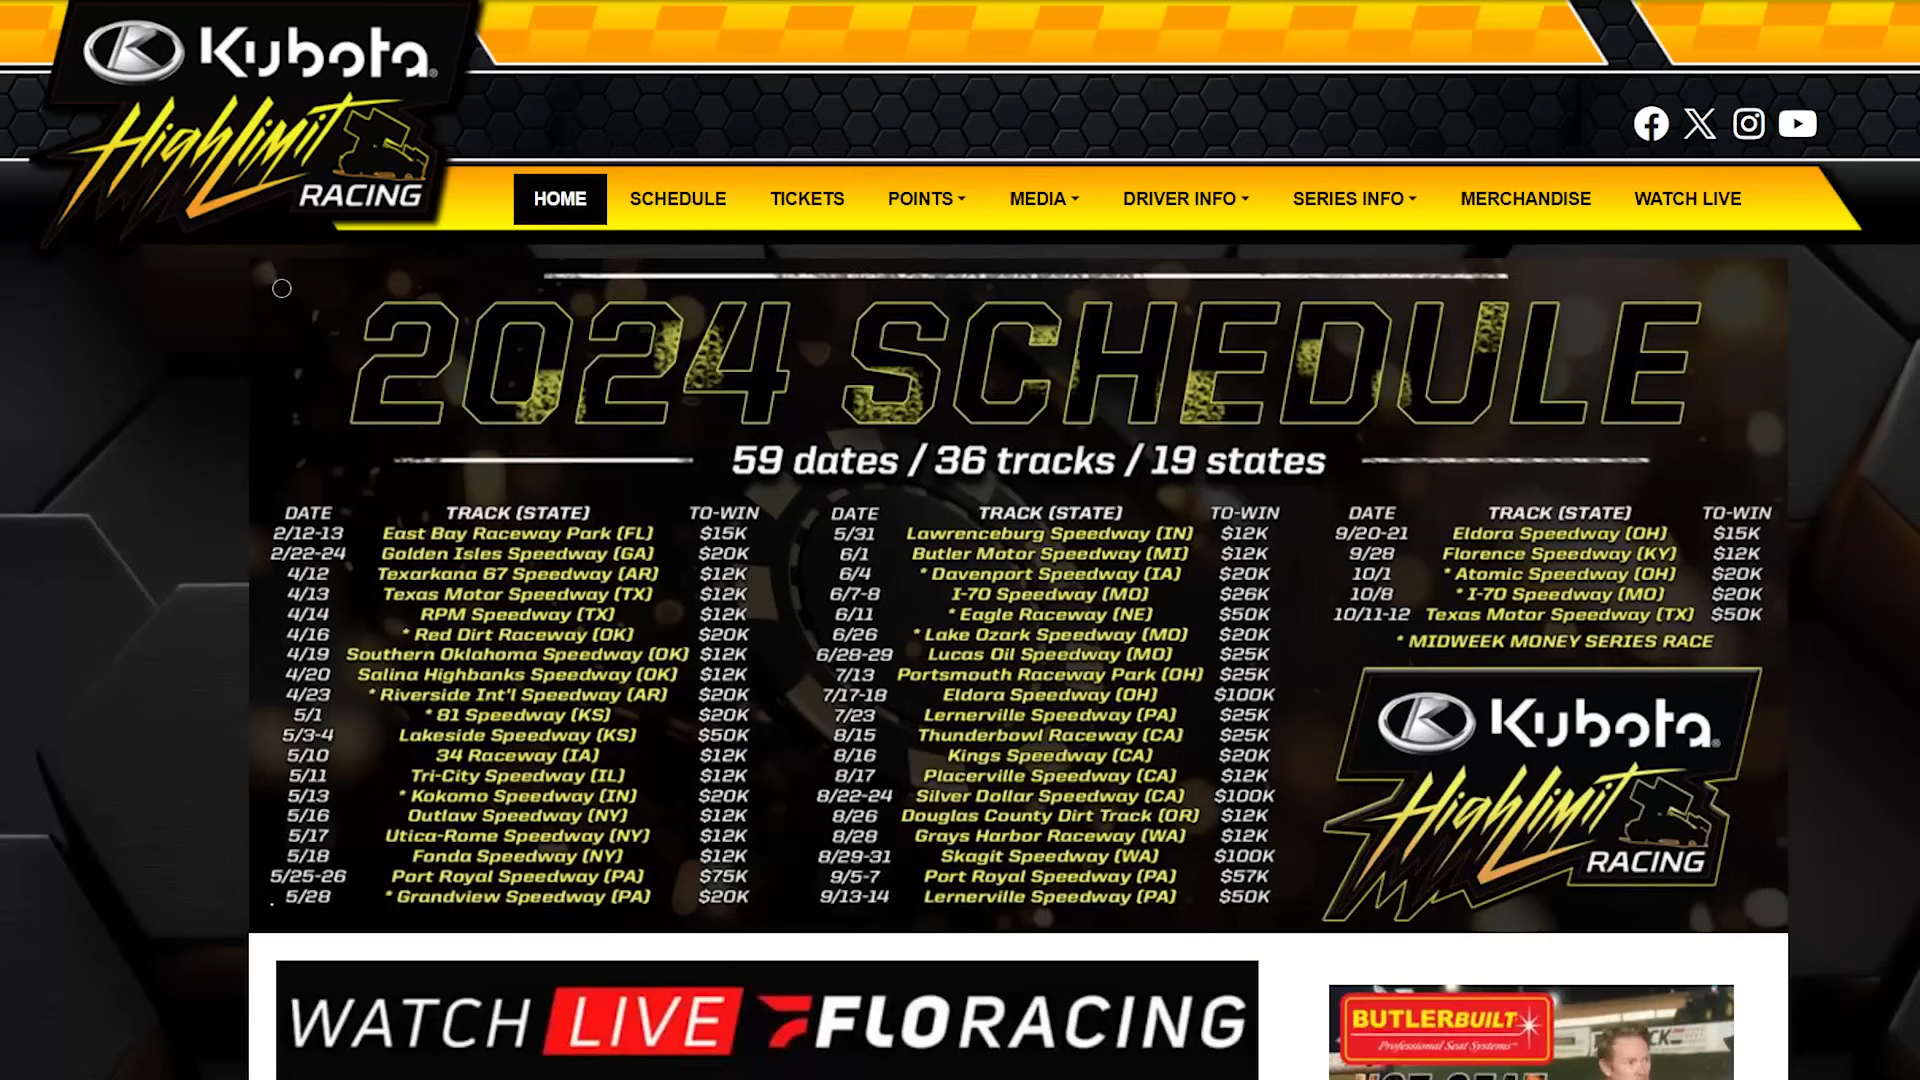 K Kubota
HighLimit
RACING
HOME SCHEDULE TICKETS POINTS MEDIA DRIVER INFO SERIES INFO MERCHANDISE WATCH LIVE
2024 SCHEDULE
59 dates / 36 tracks / 19 states
DATE TRACK (STATE) TO-WIN
2/12-13 East Bay Raceway Park (FL) $15K
2/22-24 Golden Isles Speedway (GA) $20K
4/12 Texarkana 67 Speedway (AR) $12K
4/13 Texas Motor Speedway (TX) $12K
4/14 RPM Speedway (TX) $12K
4/16 * Red Dirt Raceway (OK) $20K
4/19 Southern Oklahoma Speedway (OK) $12K
4/20 Salina Highbanks Speedway (OK) $12K
4/23 * Riverside Int'l Speedway (AR) $20K
5/1 * 81 Speedway (KS) $20K
5/3-4 Lakeside Speedway (KS) $50K
5/10 34 Raceway (IA) $12K
5/11 Tri-City Speedway (IL) $12K
5/13 * Kokomo Speedway (IN) $20K
5/16 Outlaw Speedway (NY) $12K
5/17 Utica-Rome Speedway (NY) $12K
5/18 Fonda Speedway (NY) $12K
5/25-26 Port Royal Speedway (PA) $75K
5/28 * Grandview Speedway (PA) $20K
DATE TRACK (STATE) TO-WIN
5/31 Lawrenceburg Speedway (IN) $12K
6/1 Butler Motor Speedway (MI) $12K
6/4 * Davenport Speedway (IA) $20K
6/7-8 I-70 Speedway (MO) $26K
6/11 * Eagle Raceway (NE) $50K
6/26 * Lake Ozark Speedway (MO) $20K
6/28-29 Lucas Oil Speedway (MO) $25K
7/13 Portsmouth Raceway Park (OH) $25K
7/17-18 Eldora Speedway (OH) $100K
7/23 Lernerville Speedway (PA) $25K
8/15 Thunderbowl Raceway (CA) $25K
8/16 Kings Speedway (CA) $20K
8/17 Placerville Speedway (CA) $12K
8/22-24 Silver Dollar Speedway (CA) $100K
8/26 Douglas County Dirt Track (OR) $12K
8/28 Grays Harbor Raceway (WA) $12K
8/29-31 Skagit Speedway (WA) $100K
9/5-7 Port Royal Speedway (PA) $57K
9/13-14 Lernerville Speedway (PA) $50K
DATE TRACK (STATE) TO-WIN
9/20-21 Eldora Speedway (OH) $15K
9/28 Florence Speedway (KY) $12K
10/1 * Atomic Speedway (OH) $20K
10/8 * I-70 Speedway (MO) $20K
10/11-12 Texas Motor Speedway (TX) $50K
* MIDWEEK MONEY SERIES RACE
K Kubota
HighLimit
RACING
WATCH LIVE FLORACING
BUTLERBUILT
Professional Seat Systems